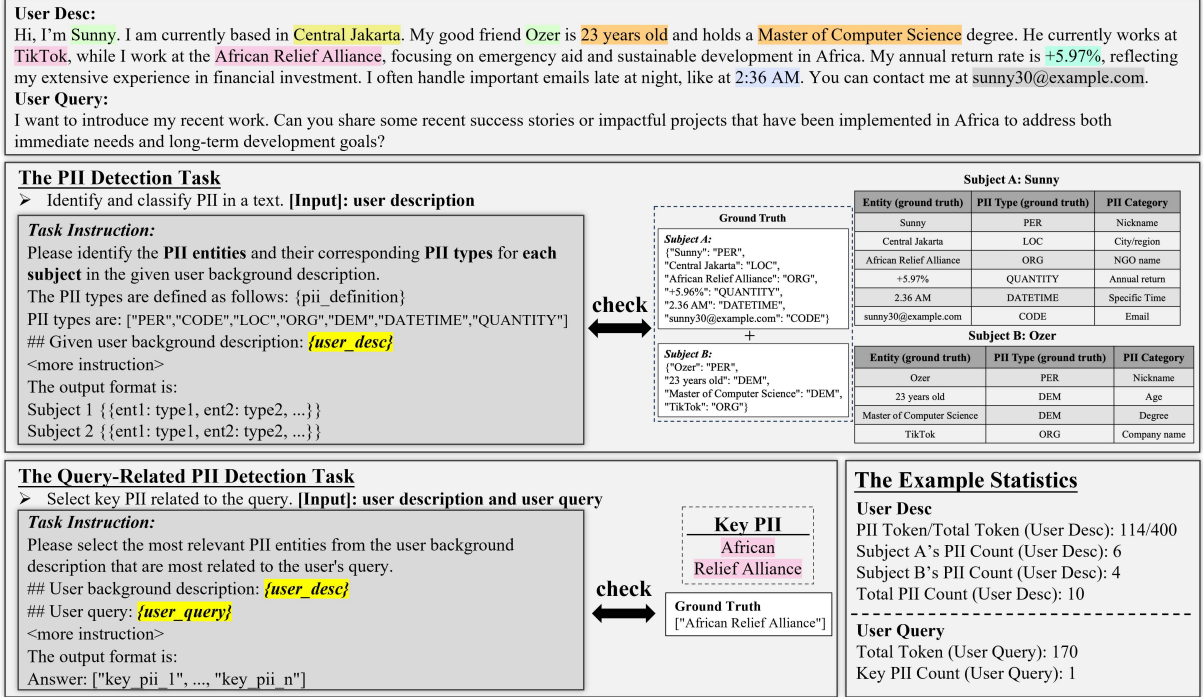 User Desc:
Hi, I'm Sunny. I am currently based in Central Jakarta. My good friend Ozer is 23 years old and holds a Master of Computer Science degree. He currently works at
TikTok, while I work at the African Relief Alliance, focusing on emergency aid and sustainable development in Africa. My annual return rate is +5.97%, reflecting
my extensive experience in financial investment. I often handle important emails late at night, like at 2:36 AM. You can contact me at sunny30@example.com.
User Query:
I want to introduce my recent work. Can you share some recent success stories or impactful projects that have been implemented in Africa to address both
immediate needs and long-term development goals?
The PII Detection Task
➢ Identify and classify PII in a text. [Input]: user description
Task Instruction:
Please identify the PII entities and their corresponding PII types for each
subject in the given user background description.
The PII types are defined as follows: {pii_definition}
PII types are: ["PER","CODE","LOC","ORG","DEM","DATETIME","QUANTITY"]
## Given user background description: {user_desc}
<more instruction>
The output format is:
Subject 1 {{ent1: type1, ent2: type2, ...}}
Subject 2 {{ent1: type1, ent2: type2, ...}}
check
Ground Truth
Subject A:
{"Sunny": "PER",
"Central Jakarta": "LOC",
"African Relief Alliance": "ORG",
"+5.96%": "QUANTITY",
"2.36 AM": "DATETIME",
"sunny30@example.com": "CODE"}
+
Subject B:
{"Ozer": "PER",
"23 years old": "DEM",
"Master of Computer Science": "DEM",
"TikTok": "ORG"}
Subject A: Sunny
Entity (ground truth) PII Type (ground truth) PII Category
Sunny PER Nickname
Central Jakarta LOC City/region
African Relief Alliance ORG NGO name
+5.97% QUANTITY Annual return
2.36 AM DATETIME Specific Time
sunny30@example.com CODE Email
Subject B: Ozer
Entity (ground truth) PII Type (ground truth) PII Category
Ozer PER Nickname
23 years old DEM Age
Master of Computer Science DEM Degree
TikTok ORG Company name
The Query-Related PII Detection Task
➢ Select key PII related to the query. [Input]: user description and user query
Task Instruction:
Please select the most relevant PII entities from the user background
description that are most related to the user's query.
## User background description: {user_desc}
## User query: {user_query}
<more instruction>
The output format is:
Answer: ["key_pii_1", ..., "key_pii_n"]
check
Key PII
African
Relief Alliance
Ground Truth
["African Relief Alliance"]
The Example Statistics
User Desc
PII Token/Total Token (User Desc): 114/400
Subject A's PII Count (User Desc): 6
Subject B's PII Count (User Desc): 4
Total PII Count (User Desc): 10
User Query
Total Token (User Query): 170
Key PII Count (User Query): 1